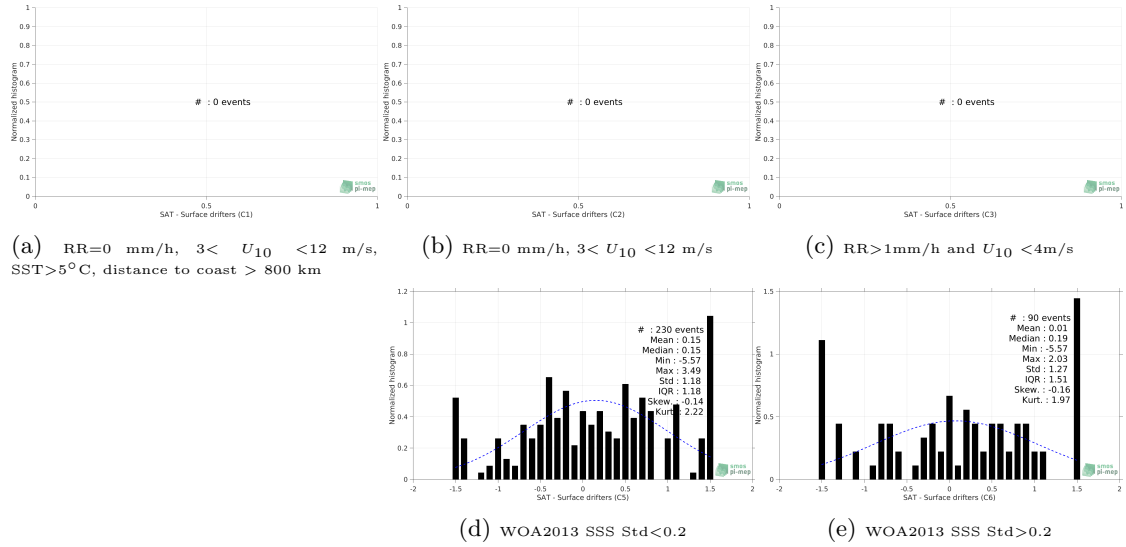 Normalized histogram
1
0.9
0.8
0.7
0.6
0.5
0.4
0.3
0.2
0.1
0
# : 0 events
smos
pi-mep
0 0.5 1
SAT - Surface drifters (C1)
(a) RR=0 mm/h, 3< U10 <12 m/s,
SST>5°C, distance to coast > 800 km
Normalized histogram
1
0.9
0.8
0.7
0.6
0.5
0.4
0.3
0.2
0.1
0
# : 0 events
smos
pi-mep
0 0.5 1
SAT - Surface drifters (C2)
(b) RR=0 mm/h, 3< U10 <12 m/s
Normalized histogram
1
0.9
0.8
0.7
0.6
0.5
0.4
0.3
0.2
0.1
0
# : 0 events
smos
pi-mep
0 0.5 1
SAT - Surface drifters (C3)
(c) RR>1mm/h and U10 <4m/s
Normalized histogram
1.2
1
0.8
0.6
0.4
0.2
0
# : 230 events
Mean : 0.15
Median : 0.15
Min : -5.57
Max : 3.49
Std : 1.18
IQR : 1.18
Skew. : -0.14
Kurt. : 2.22
smos
pi-mep
-2 -1.5 -1 -0.5 0 0.5 1 1.5 2
SAT - Surface drifters (C5)
(d) WOA2013 SSS Std<0.2
Normalized histogram
1.5
1
0.5
0
# : 90 events
Mean : 0.01
Median : 0.19
Min : -5.57
Max : 2.03
Std : 1.27
IQR : 1.51
Skew. : -0.16
Kurt. : 1.97
smos
pi-mep
-2 -1.5 -1 -0.5 0 0.5 1 1.5 2
SAT - Surface drifters (C6)
(e) WOA2013 SSS Std>0.2